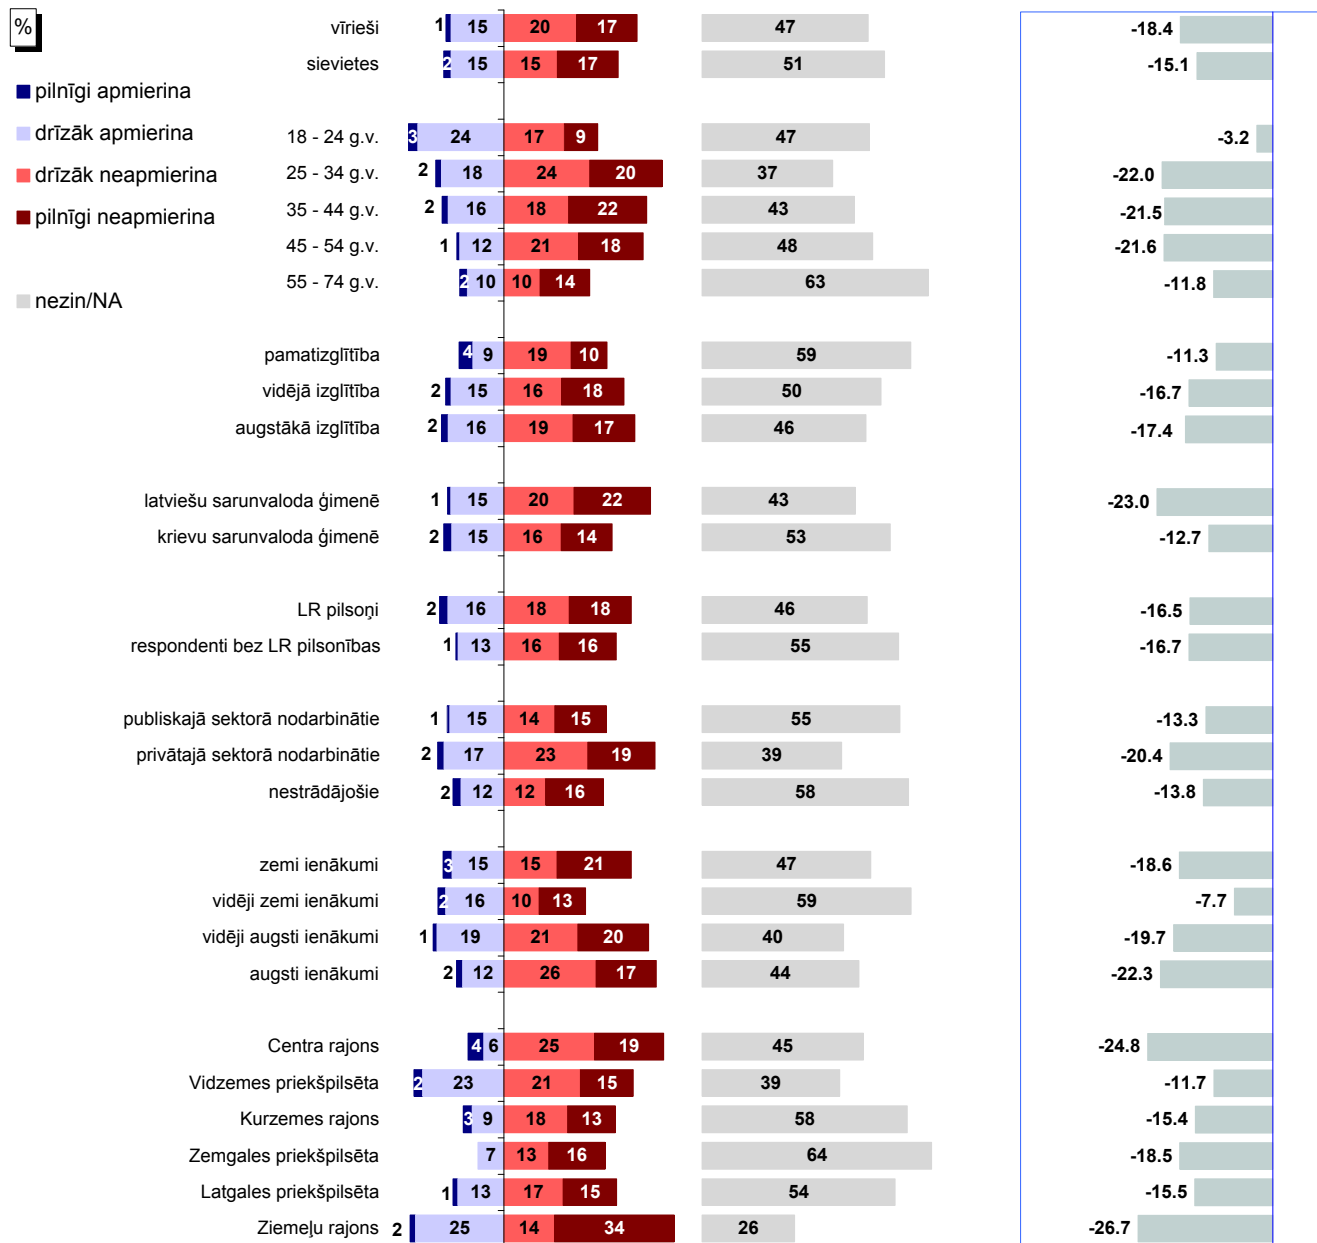 %
pilnīgi apmierina
drīzāk apmierina
drīzāk neapmierina
pilnīgi neapmierina
nezin/NA
vīrieši 1 15 20 17 47 -18.4
sievietes 2 15 15 17 51 -15.1
18 - 24 g.v. 3 24 17 9 47 -3.2
25 - 34 g.v. 2 18 24 20 37 -22.0
35 - 44 g.v. 2 16 18 22 43 -21.5
45 - 54 g.v. 1 12 21 18 48 -21.6
55 - 74 g.v. 2 10 10 14 63 -11.8
pamatizglītība 4 9 19 10 59 -11.3
vidējā izglītība 2 15 16 18 50 -16.7
augstākā izglītība 2 16 19 17 46 -17.4
latviešu sarunvaloda ģimenē 1 15 20 22 43 -23.0
krievu sarunvaloda ģimenē 2 15 16 14 53 -12.7
LR pilsoņi 2 16 18 18 46 -16.5
respondenti bez LR pilsonības 1 13 16 16 55 -16.7
publiskajā sektorā nodarbinātie 1 15 14 15 55 -13.3
privātajā sektorā nodarbinātie 2 17 23 19 39 -20.4
nestrādājošie 2 12 12 16 58 -13.8
zemi ienākumi 3 15 15 21 47 -18.6
vidēji zemi ienākumi 2 16 10 13 59 -7.7
vidēji augsti ienākumi 1 19 21 20 40 -19.7
augsti ienākumi 2 12 26 17 44 -22.3
Centra rajons 4 6 25 19 45 -24.8
Vidzemes priekšpilsēta 2 23 21 15 39 -11.7
Kurzemes rajons 3 9 18 13 58 -15.4
Zemgales priekšpilsēta 7 13 16 64 -18.5
Latgales priekšpilsēta 1 13 17 15 54 -15.5
Ziemeļu rajons 2 25 14 34 26 -26.7